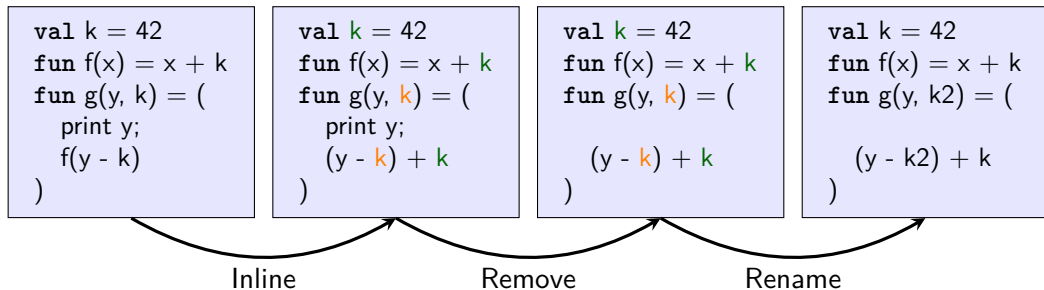 val k = 42
fun f(x) = x + k
fun g(y, k) = (
print y;
f(y - k)
)
val k = 42
fun f(x) = x + k
fun g(y, k) = (
print y;
(y - k) + k
)
val k = 42
fun f(x) = x + k
fun g(y, k) = (
(y - k) + k
)
val k = 42
fun f(x) = x + k
fun g(y, k2) = (
(y - k2) + k
)
Inline
Remove
Rename